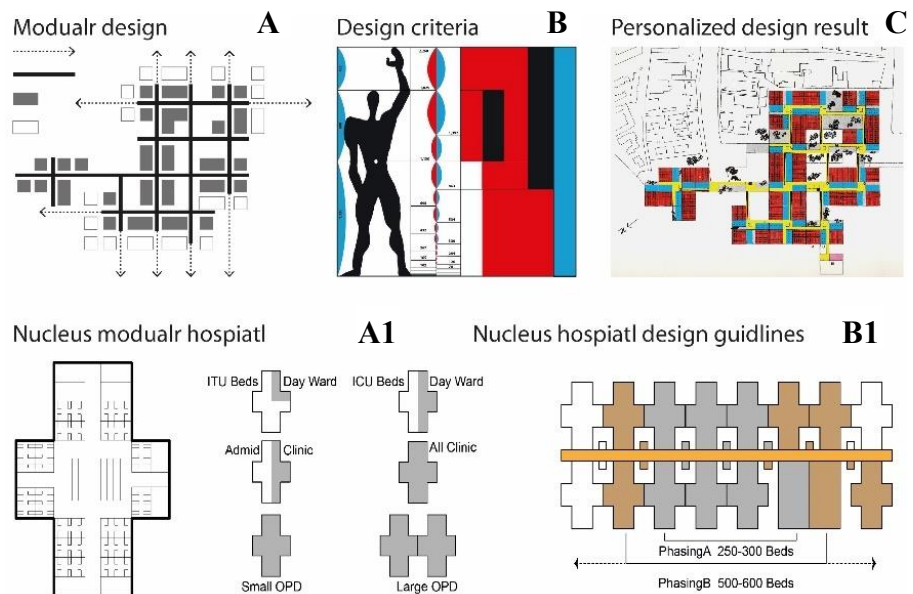 Modualr design
A
Design criteria
B
Personalized design result
C
N
Nucleus modualr hospiatl
A1
Nucleus hospiatl design guidlines
B1
ITU Beds
Day Ward
ICU Beds
Day Ward
Admid
Clinic
All Clinic
Small OPD
Large OPD
PhasingA 250-300 Beds
PhasingB 500-600 Beds